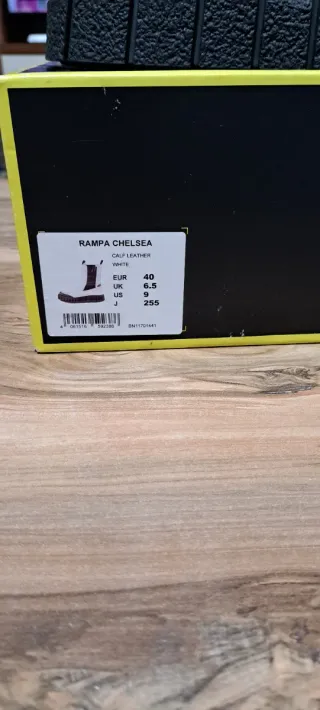 RAMPA CHELSEA
CALF LEATHER
WHITE
EUR 40
UK 6.5
US 9
J 255